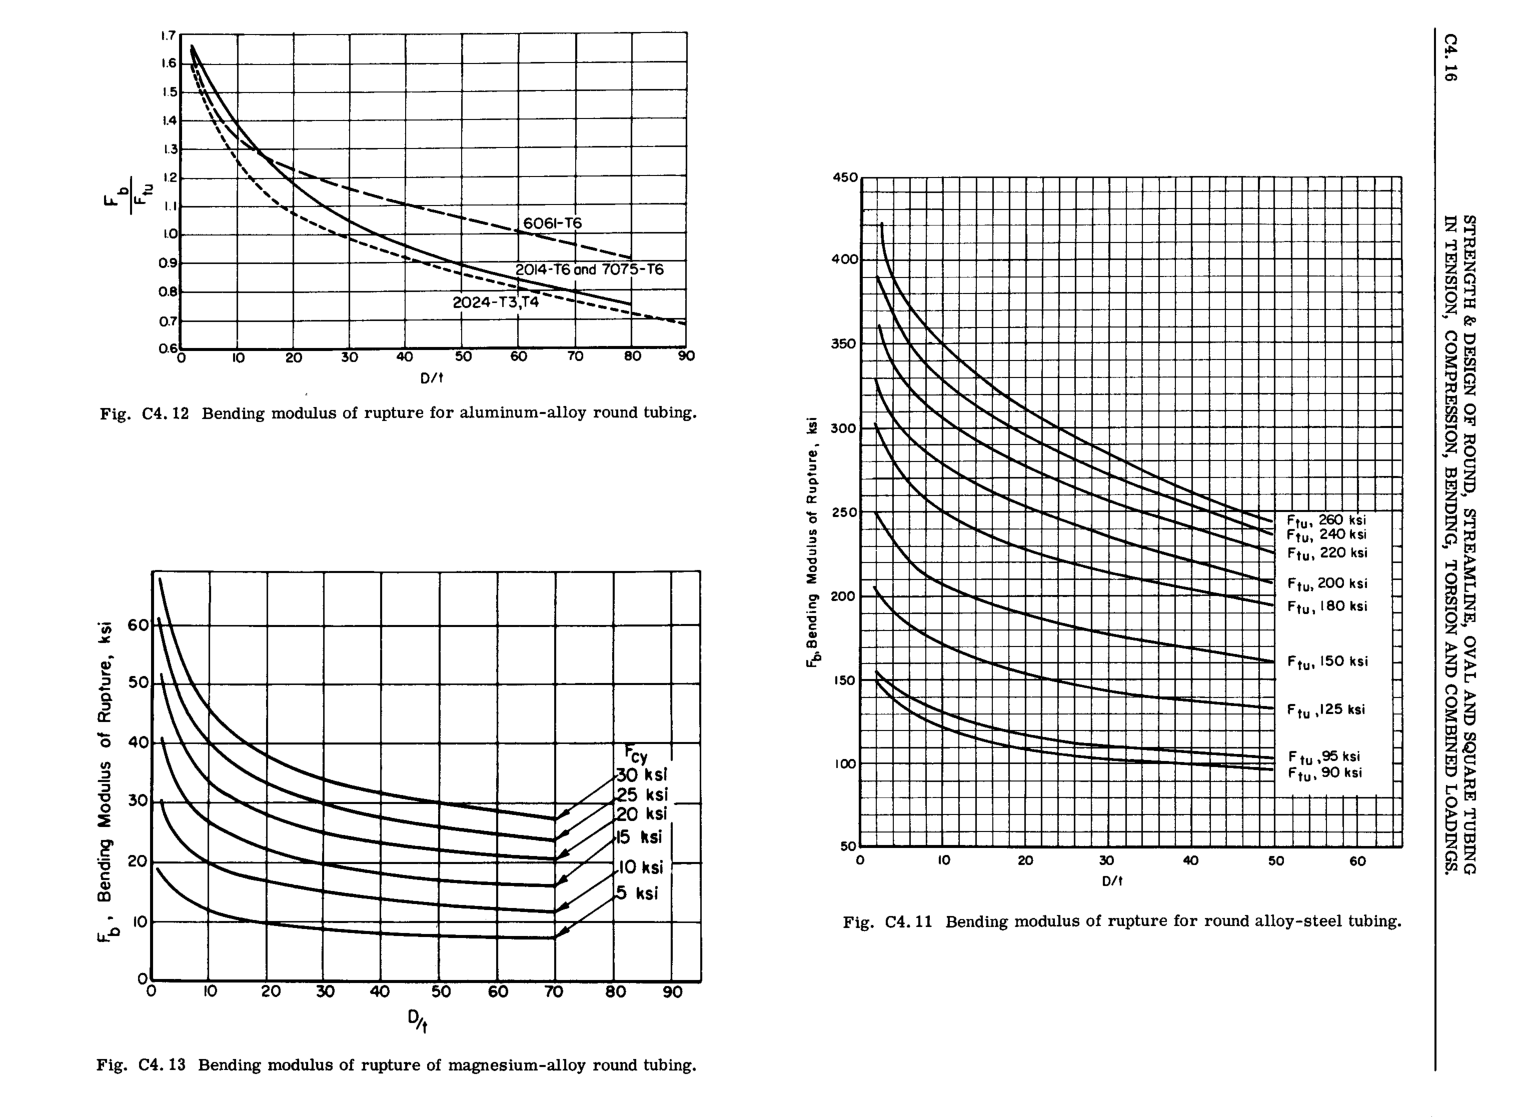 1.7
1.6
1.5
1.4
1.3
1.2
1.1
1.0
0.9
0.8
0.7
0.6
F_b / F_tu
6061-T6
2014-T6 and 7075-T6
2024-T3,T4
0 10 20 30 40 50 60 70 80 90
D/t
Fig. C4.12 Bending modulus of rupture for aluminum-alloy round tubing.
60
50
40
30
20
10
0
F_b, Bending Modulus of Rupture, ksi
F_cy
30 ksi
25 ksi
20 ksi
15 ksi
10 ksi
5 ksi
0 10 20 30 40 50 60 70 80 90
D/t
Fig. C4.13 Bending modulus of rupture of magnesium-alloy round tubing.
450
400
350
300
250
200
150
100
50
F_b, Bending Modulus of Rupture, ksi
F_tu, 260 ksi
F_tu, 240 ksi
F_tu, 220 ksi
F_tu, 200 ksi
F_tu, 180 ksi
F_tu, 150 ksi
F_tu, 125 ksi
F_tu, 95 ksi
F_tu, 90 ksi
0 10 20 30 40 50 60
D/t
Fig. C4.11 Bending modulus of rupture for round alloy-steel tubing.
C4.16
STRENGTH & DESIGN OF ROUND, STREAMLINE, OVAL AND SQUARE TUBING
IN TENSION, COMPRESSION, BENDING, TORSION AND COMBINED LOADINGS.